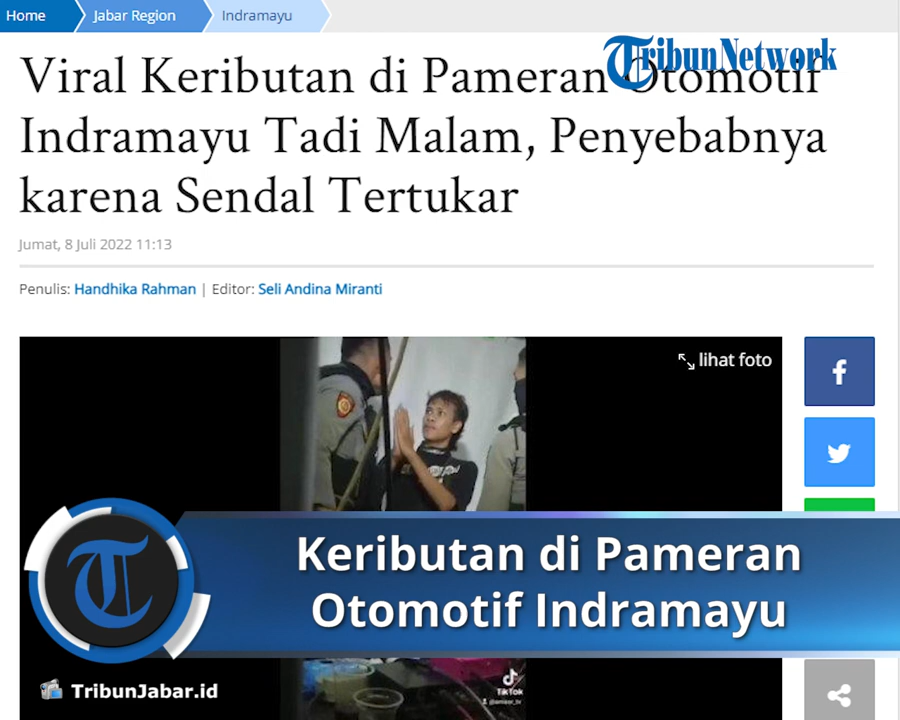 Home Jabar Region Indramayu
TribunNetwork
Viral Keributan di Pameran Otomotif
Indramayu Tadi Malam, Penyebabnya
karena Sendal Tertukar
Jumat, 8 Juli 2022 11:13
Penulis: Handhika Rahman | Editor: Seli Andina Miranti
lihat foto
Keributan di Pameran
Otomotif Indramayu
TribunJabar.id
TikTok